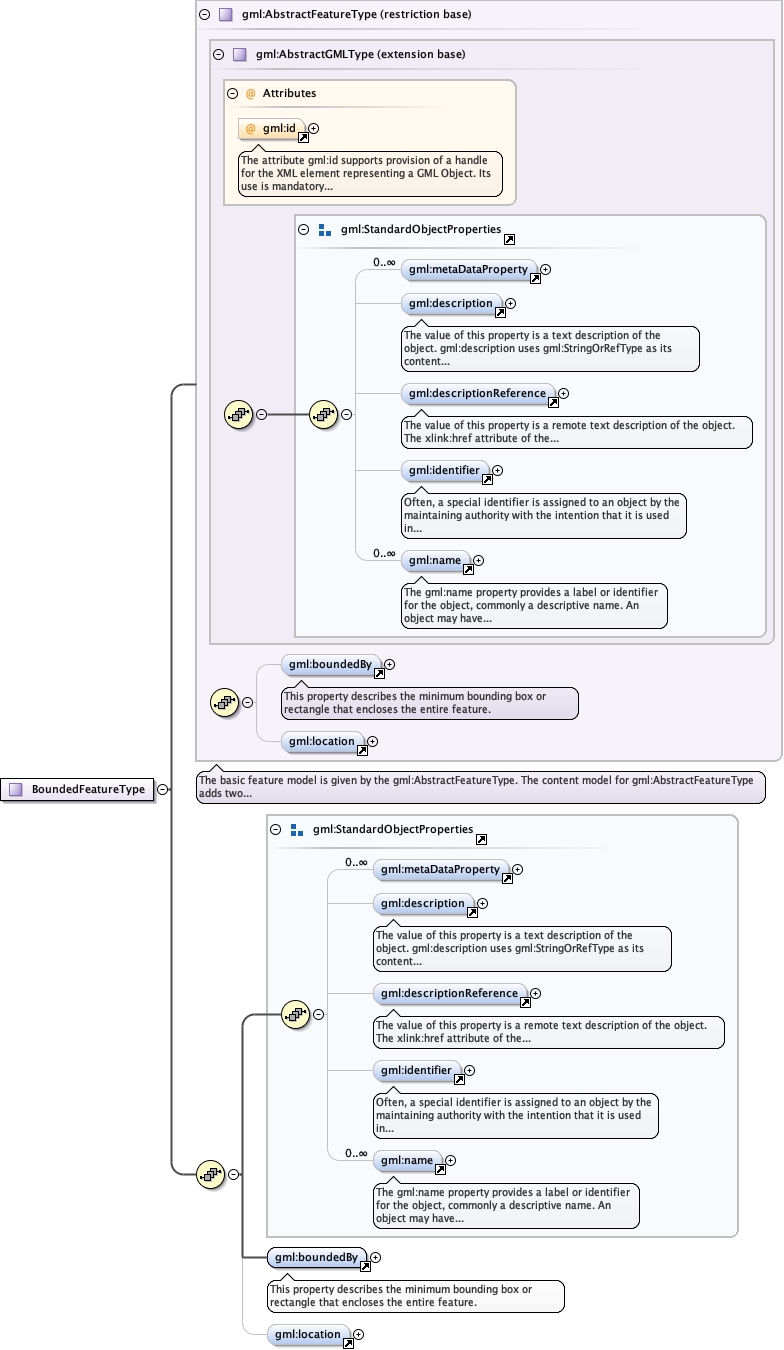 gml:AbstractFeatureType (restriction base)
gml:AbstractGMLType (extension base)
@ Attributes
@ gml:id
The attribute gml:id supports provision of a handle
for the XML element representing a GML Object. Its
use is mandatory...
gml:StandardObjectProperties
0..∞
gml:metaDataProperty
gml:description
The value of this property is a text description of the
object. gml:description uses gml:StringOrRefType as its
content...
gml:descriptionReference
The value of this property is a remote text description of the object.
The xlink:href attribute of the...
gml:identifier
Often, a special identifier is assigned to an object by the
maintaining authority with the intention that it is used
in...
0..∞
gml:name
The gml:name property provides a label or identifier
for the object, commonly a descriptive name. An
object may have...
gml:boundedBy
This property describes the minimum bounding box or
rectangle that encloses the entire feature.
gml:location
The basic feature model is given by the gml:AbstractFeatureType. The content model for gml:AbstractFeatureType
adds two...
BoundedFeatureType
gml:StandardObjectProperties
0..∞
gml:metaDataProperty
gml:description
The value of this property is a text description of the
object. gml:description uses gml:StringOrRefType as its
content...
gml:descriptionReference
The value of this property is a remote text description of the object.
The xlink:href attribute of the...
gml:identifier
Often, a special identifier is assigned to an object by the
maintaining authority with the intention that it is used
in...
0..∞
gml:name
The gml:name property provides a label or identifier
for the object, commonly a descriptive name. An
object may have...
gml:boundedBy
This property describes the minimum bounding box or
rectangle that encloses the entire feature.
gml:location